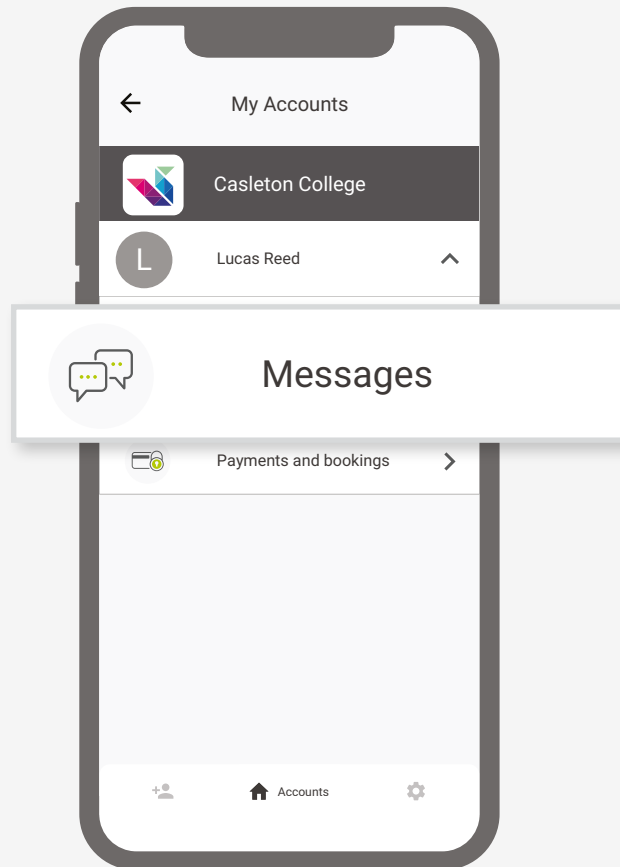 My Accounts
Casleton College
L
Lucas Reed
Messages
Payments and bookings
Accounts